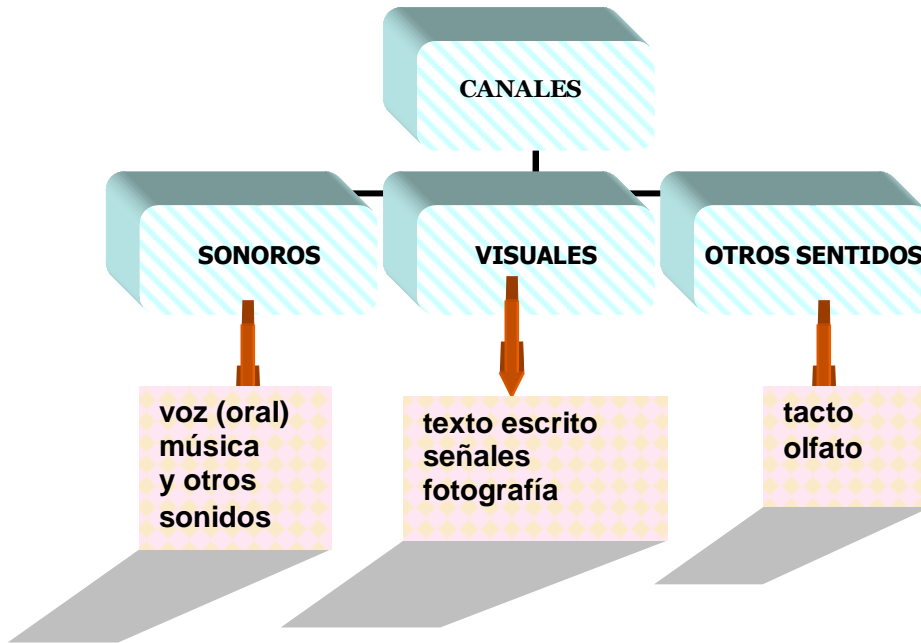 CANALES
SONOROS
VISUALES
OTROS SENTIDOS
voz (oral)
música
y otros
sonidos
texto escrito
señales
fotografía
tacto
olfato